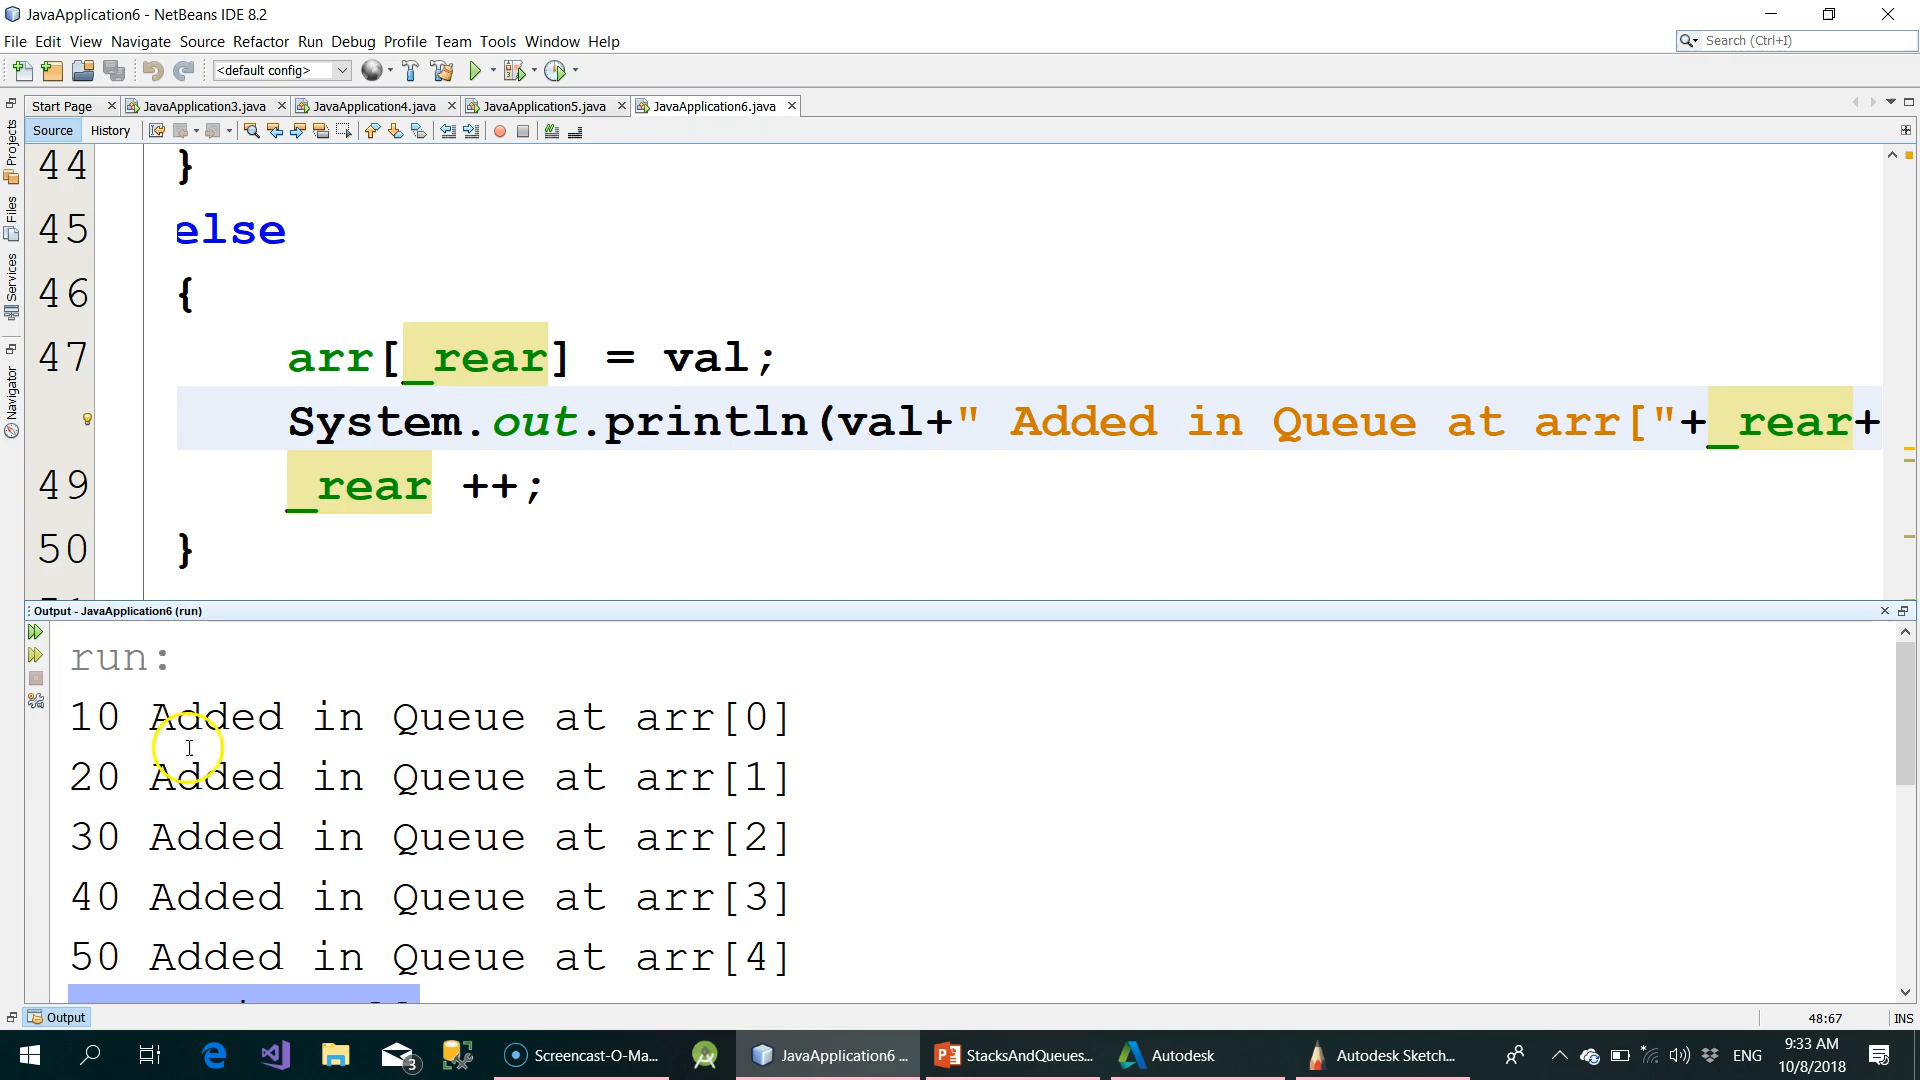 JavaApplication6 - NetBeans IDE 8.2
File Edit View Navigate Source Refactor Run Debug Profile Team Tools Window Help
Search (Ctrl+I)
<default config>
Start Page JavaApplication3.java JavaApplication4.java JavaApplication5.java JavaApplication6.java
Source History
Projects
Files
Services
Navigator
44 }
45 else
46 {
47 arr[_rear] = val;
System.out.println(val+" Added in Queue at arr["+_rear+
49 _rear ++;
50 }
Output - JavaApplication6 (run)
run:
10 Added in Queue at arr[0]
20 Added in Queue at arr[1]
30 Added in Queue at arr[2]
40 Added in Queue at arr[3]
50 Added in Queue at arr[4]
Output
48:67 INS
3 Screencast-O-Ma... JavaApplication6 ... StacksAndQueues... Autodesk Autodesk Sketch... ENG 9:33 AM
10/8/2018